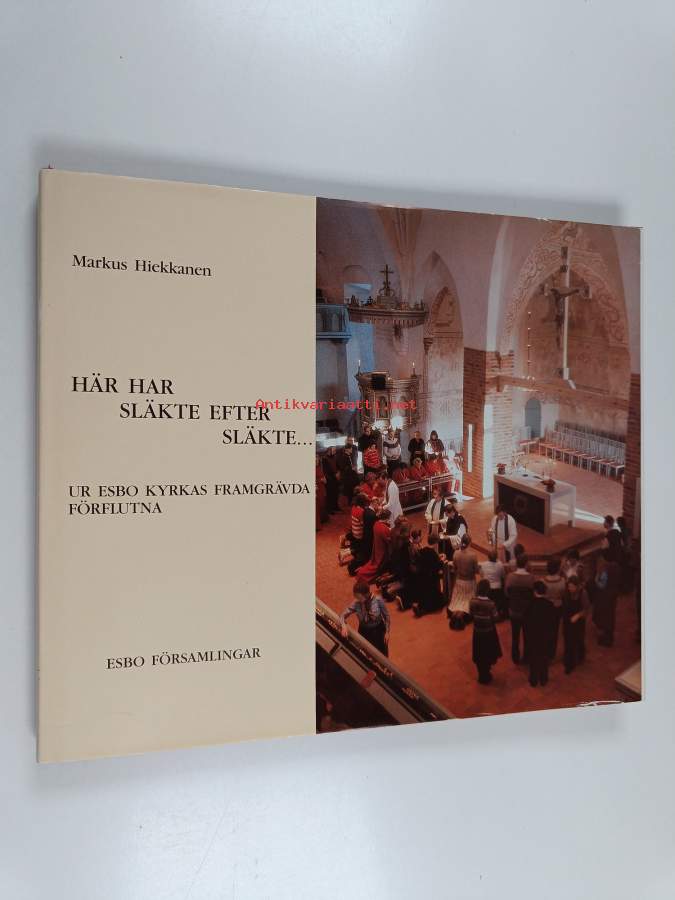 Markus Hiekkanen
HÄR HAR
SLÄKTE EFTER
SLÄKTE...
UR ESBO KYRKAS FRAMGRÄVDA
FÖRFLUTNA
ESBO FÖRSAMLINGAR
Antikvariaatti.net